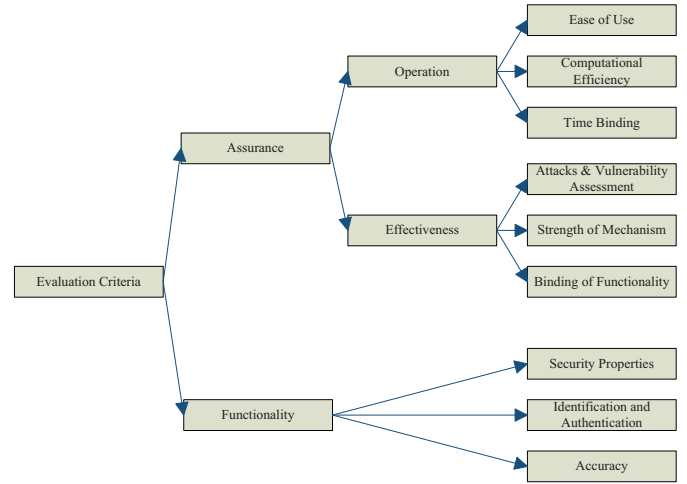 Ease of Use
Operation
Computational
Efficiency
Time Binding
Assurance
Attacks & Vulnerability
Assessment
Effectiveness
Strength of Mechanism
Evaluation Criteria
Binding of Functionality
Security Properties
Functionality
Identification and
Authentication
Accuracy